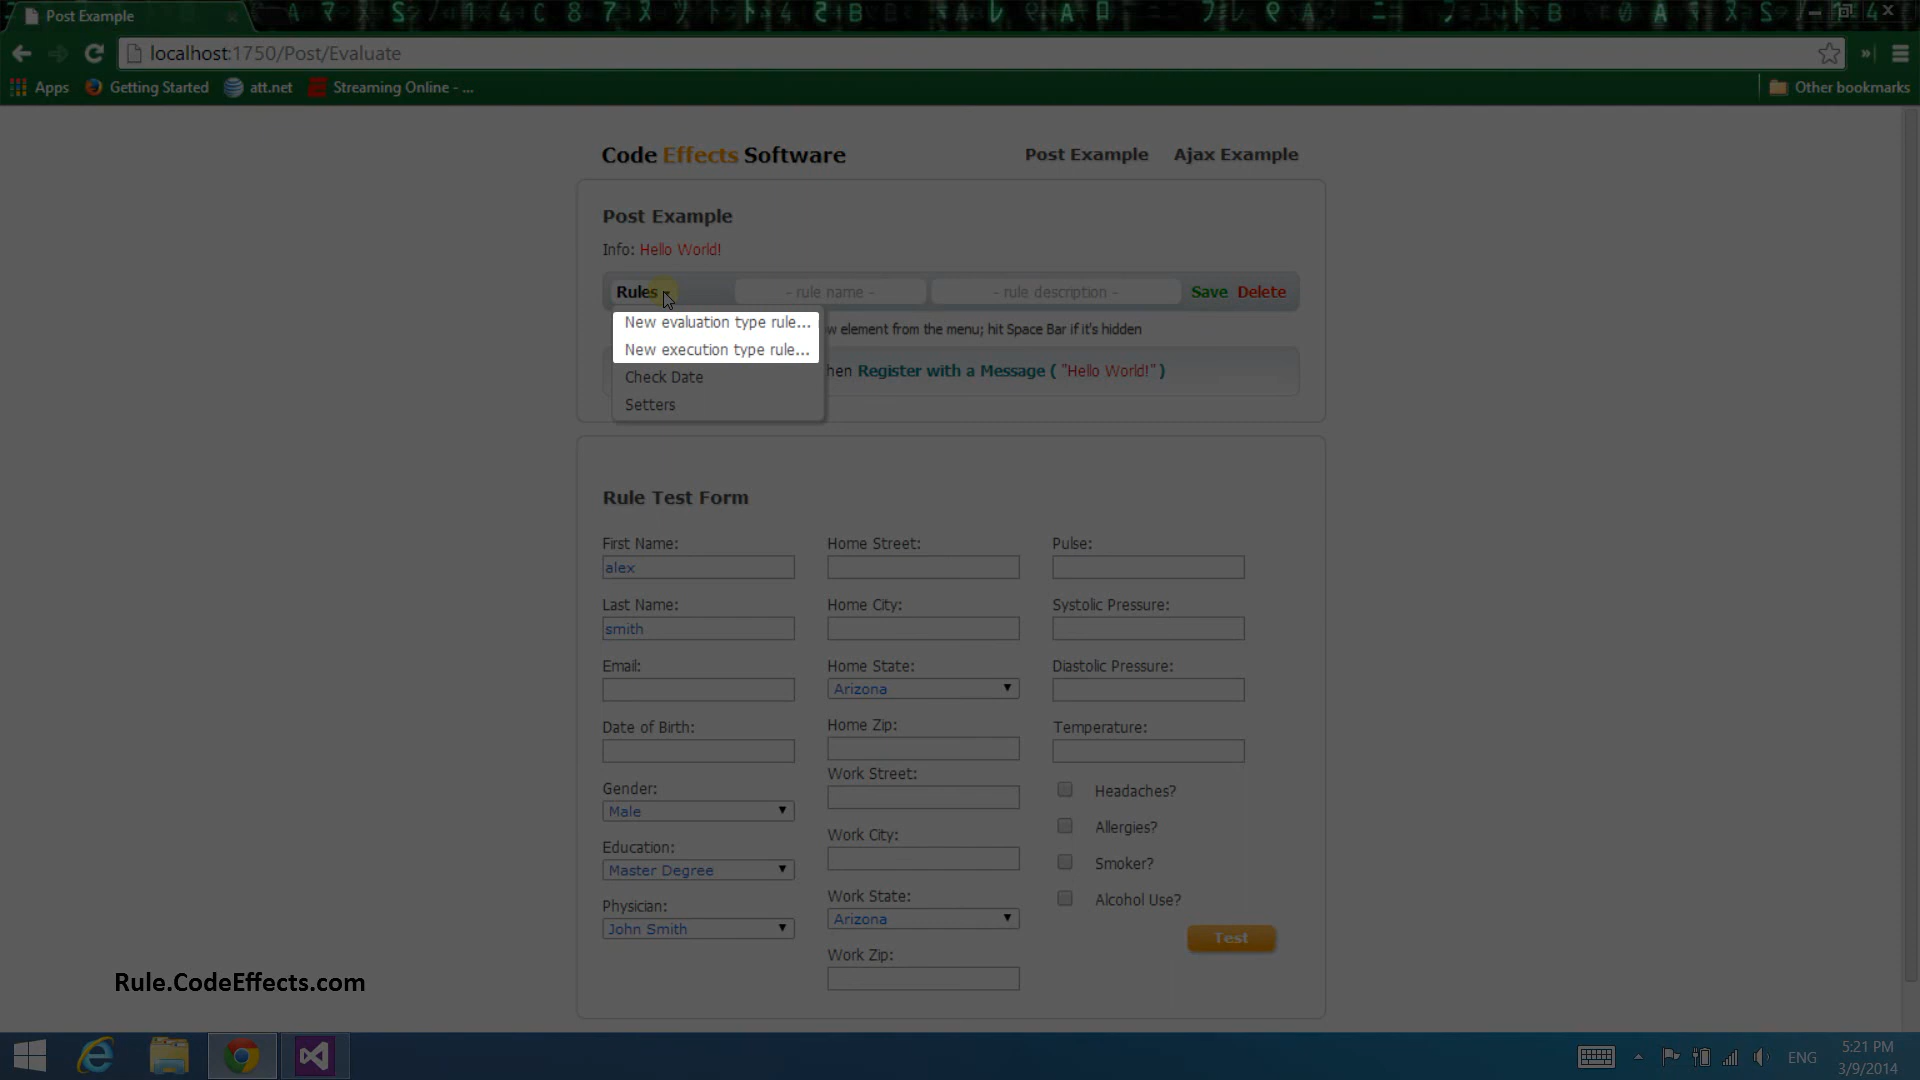 Post Example
localhost:1750/Post/Evaluate
Apps Getting Started att.net Streaming Online - ... Other bookmarks
Code Effects Software Post Example Ajax Example
Post Example
Info: Hello World!
Rules - rule name - - rule description - Save Delete
New evaluation type rule... w element from the menu; hit Space Bar if it's hidden
New execution type rule...
hen Register with a Message ( "Hello World!" )
Check Date
Setters
Rule Test Form
First Name: Home Street: Pulse:
alex
Last Name: Home City: Systolic Pressure:
smith
Email: Home State: Diastolic Pressure:
Arizona
Date of Birth: Home Zip: Temperature:
Work Street:
Gender: Headaches?
Male
Work City: Allergies?
Education: Smoker?
Master Degree
Work State: Alcohol Use?
Physician: Arizona
John Smith Test
Work Zip:
Rule.CodeEffects.com
ENG 5:21 PM
3/9/2014